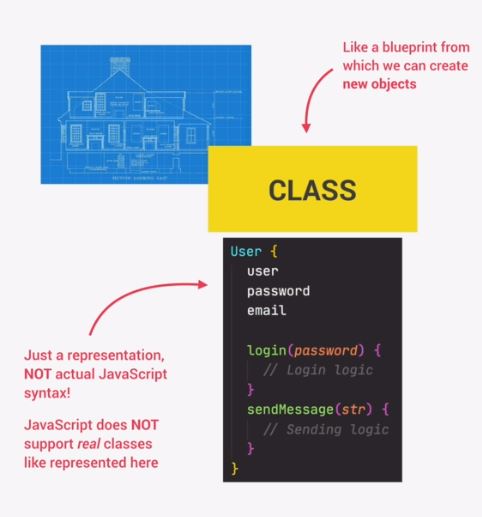 Like a blueprint from
which we can create
new objects
CLASS
User {
user
password
email
login(password) {
// Login logic
}
sendMessage(str) {
// Sending logic
}
}
Just a representation,
NOT actual JavaScript
syntax!
JavaScript does NOT
support real classes
like represented here